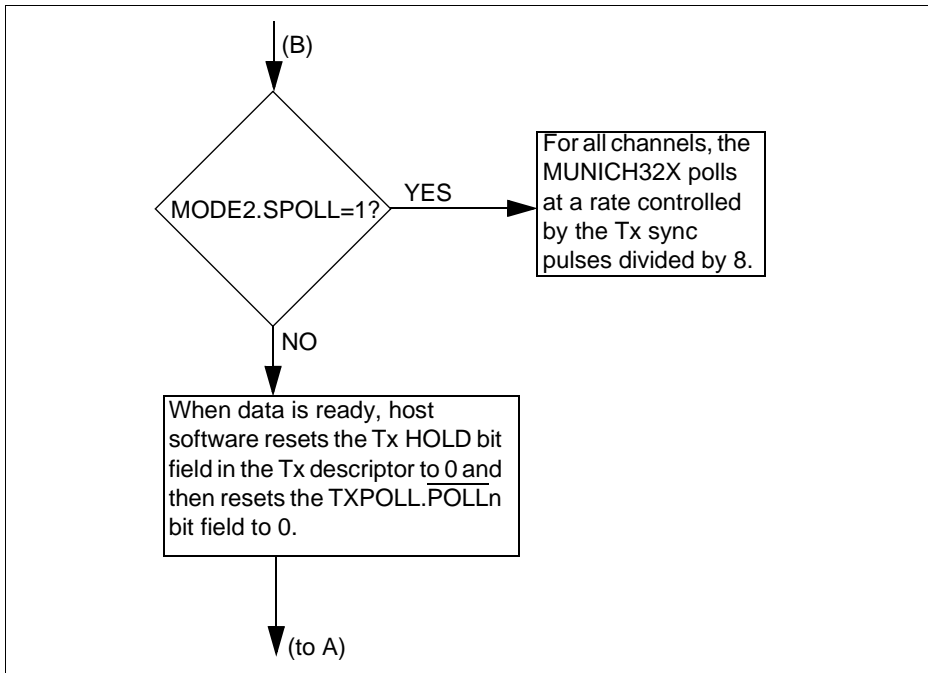 (B)
MODE2.SPOLL=1?
YES
For all channels, the
MUNICH32X polls
at a rate controlled
by the Tx sync
pulses divided by 8.
NO
When data is ready, host
software resets the Tx HOLD bit
field in the Tx descriptor to 0 and
then resets the TXPOLL.P̅O̅L̅L̅n
bit field to 0.
(to A)